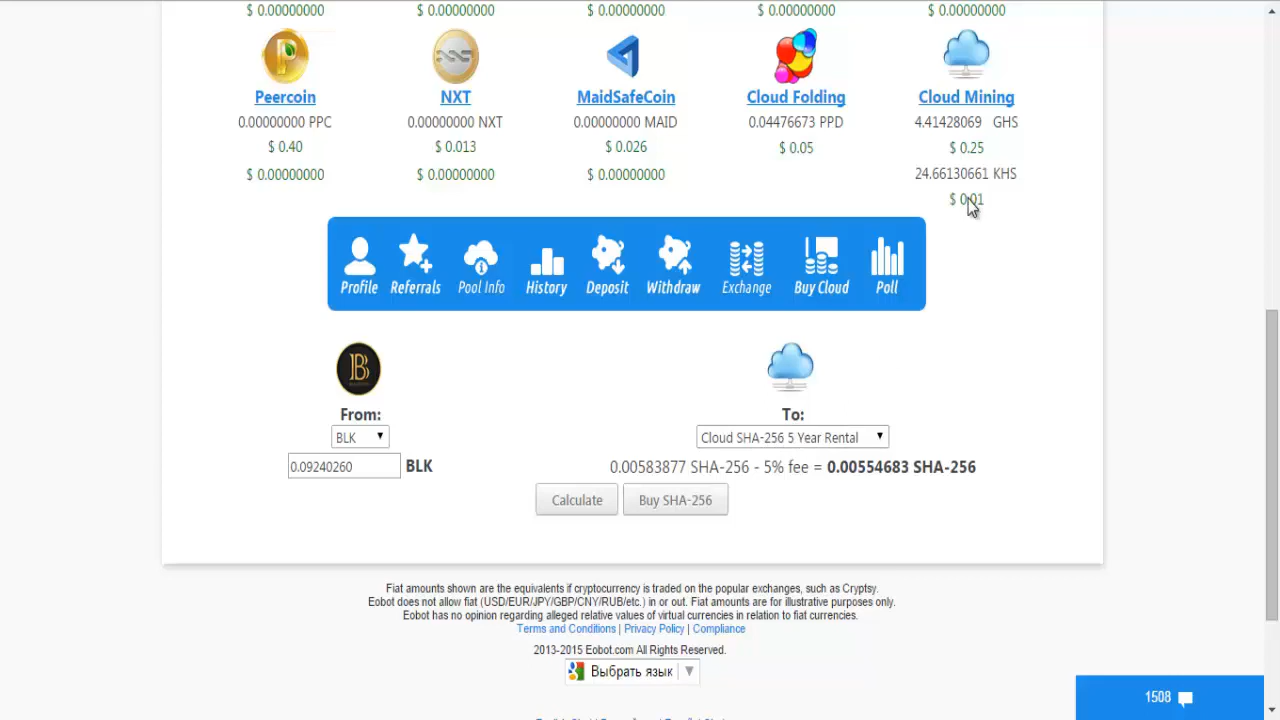 $ 0.00000000 $ 0.00000000 $ 0.00000000 $ 0.00000000 $ 0.00000000
Peercoin NXT MaidSafeCoin Cloud Folding Cloud Mining
0.00000000 PPC 0.00000000 NXT 0.00000000 MAID 0.04476673 PPD 4.41428069 GHS
$ 0.40 $ 0.013 $ 0.026 $ 0.05 $ 0.25
$ 0.00000000 $ 0.00000000 $ 0.00000000 24.66130661 KHS
$ 0.01
Profile Referrals Pool Info History Deposit Withdraw Exchange Buy Cloud Poll
From: To:
BLK Cloud SHA-256 5 Year Rental
0.09240260 BLK 0.00583877 SHA-256 - 5% fee = 0.00554683 SHA-256
Calculate Buy SHA-256
Fiat amounts shown are the equivalents if cryptocurrency is traded on the popular exchanges, such as Cryptsy.
Eobot does not allow fiat (USD/EUR/JPY/GBP/CNY/RUB/etc.) in or out. Fiat amounts are for illustrative purposes only.
Eobot has no opinion regarding alleged relative values of virtual currencies in relation to fiat currencies.
Terms and Conditions | Privacy Policy | Compliance
2013-2015 Eobot.com All Rights Reserved.
Выбрать язык
1508